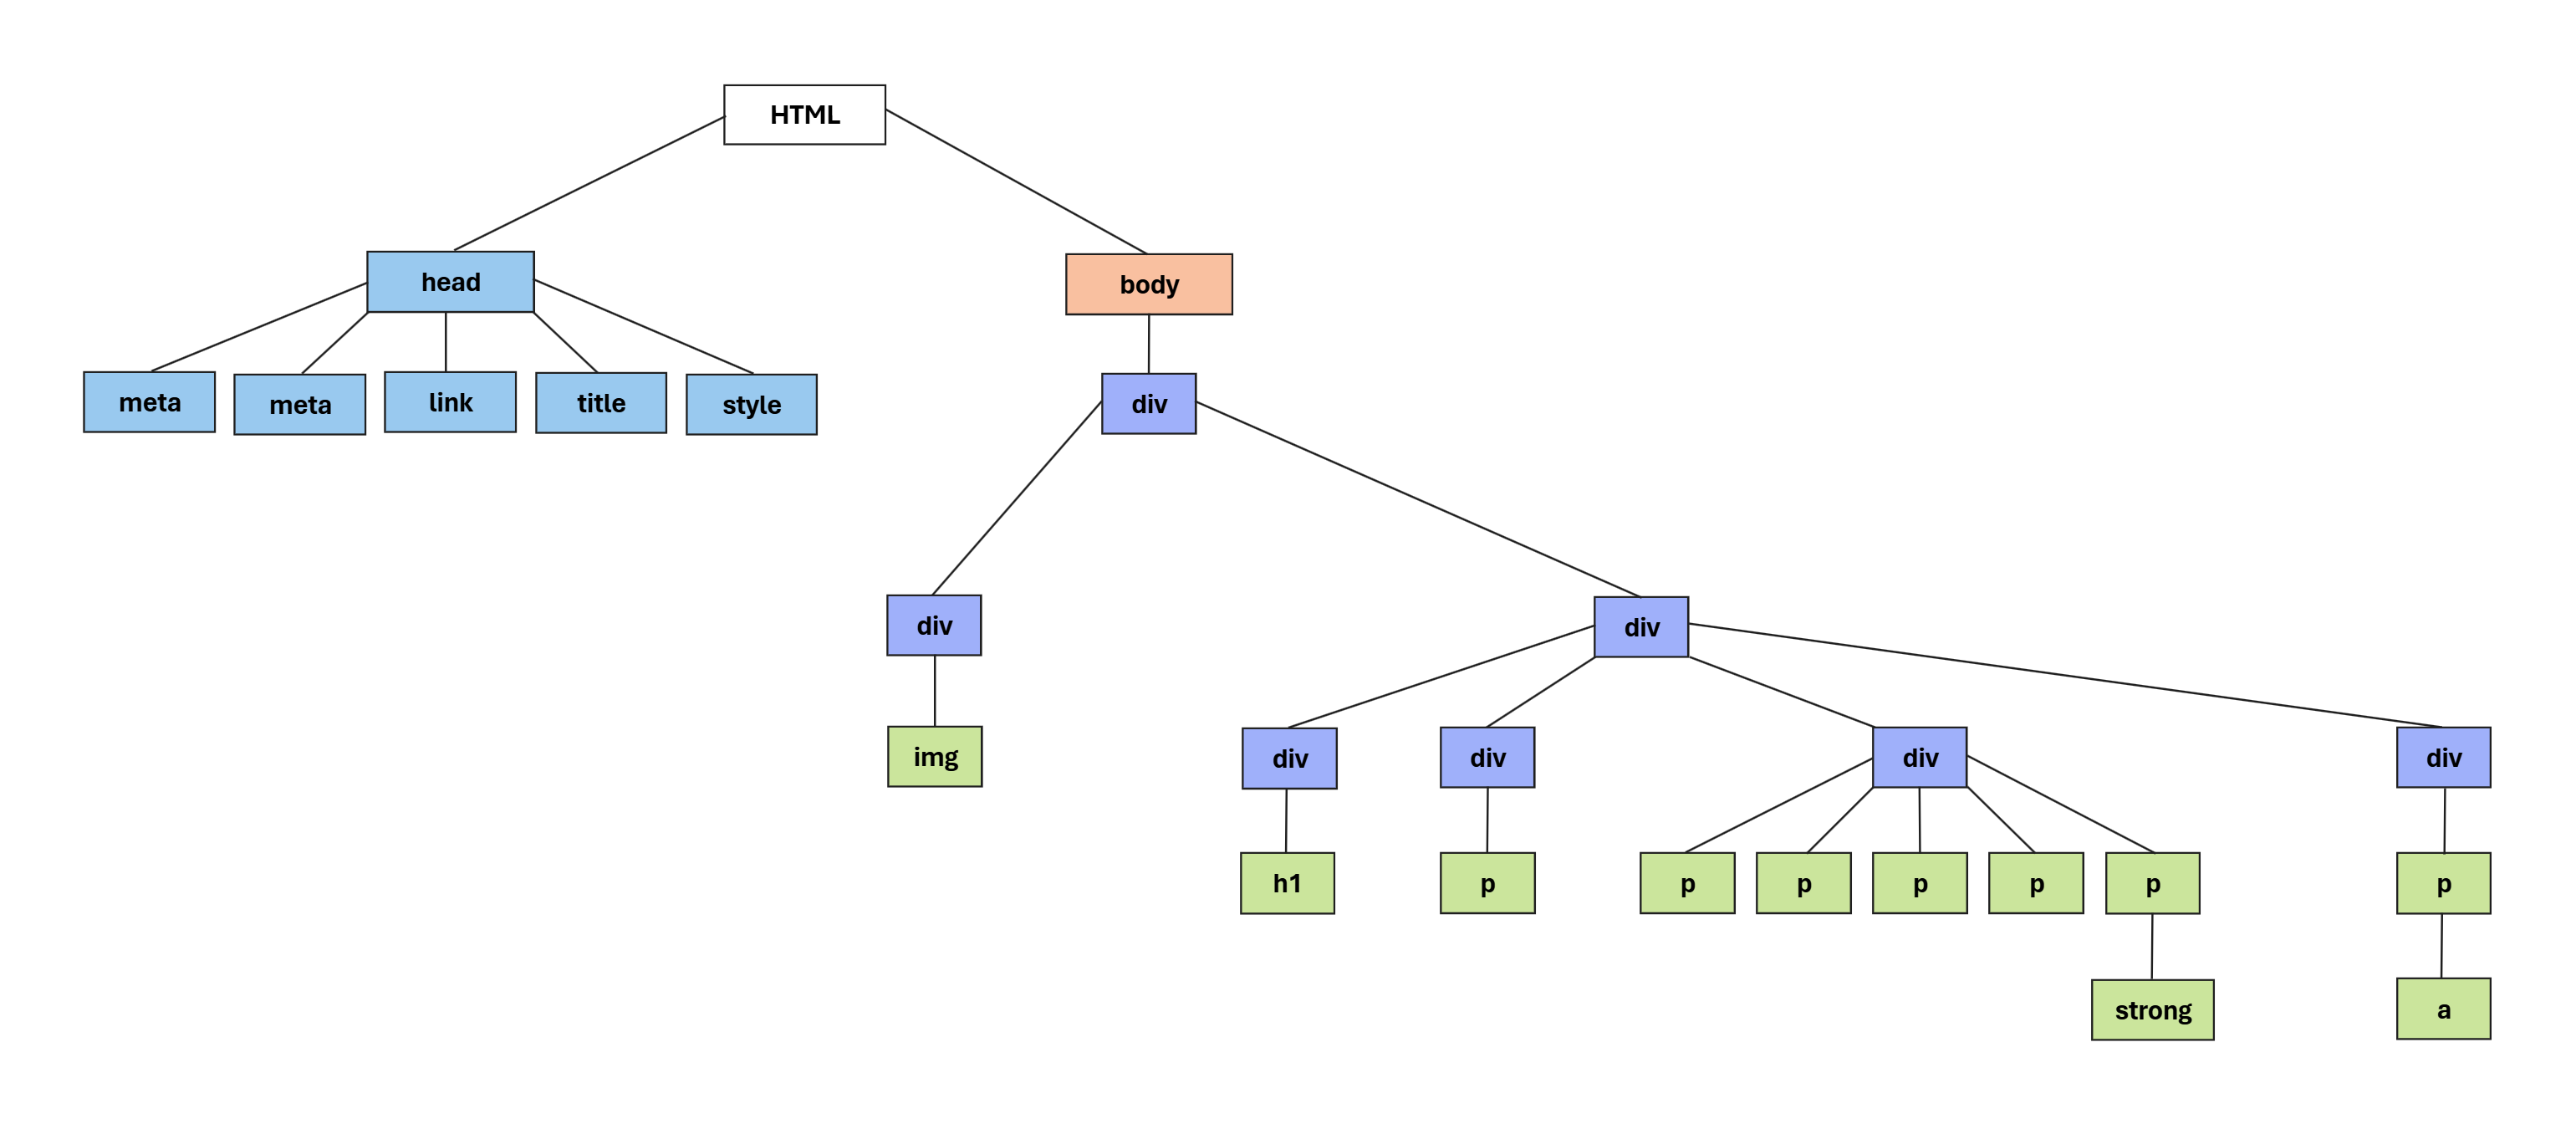 HTML
head
body
meta
meta
link
title
style
div
div
div
img
div
div
div
div
h1
p
p
p
p
p
p
p
strong
a